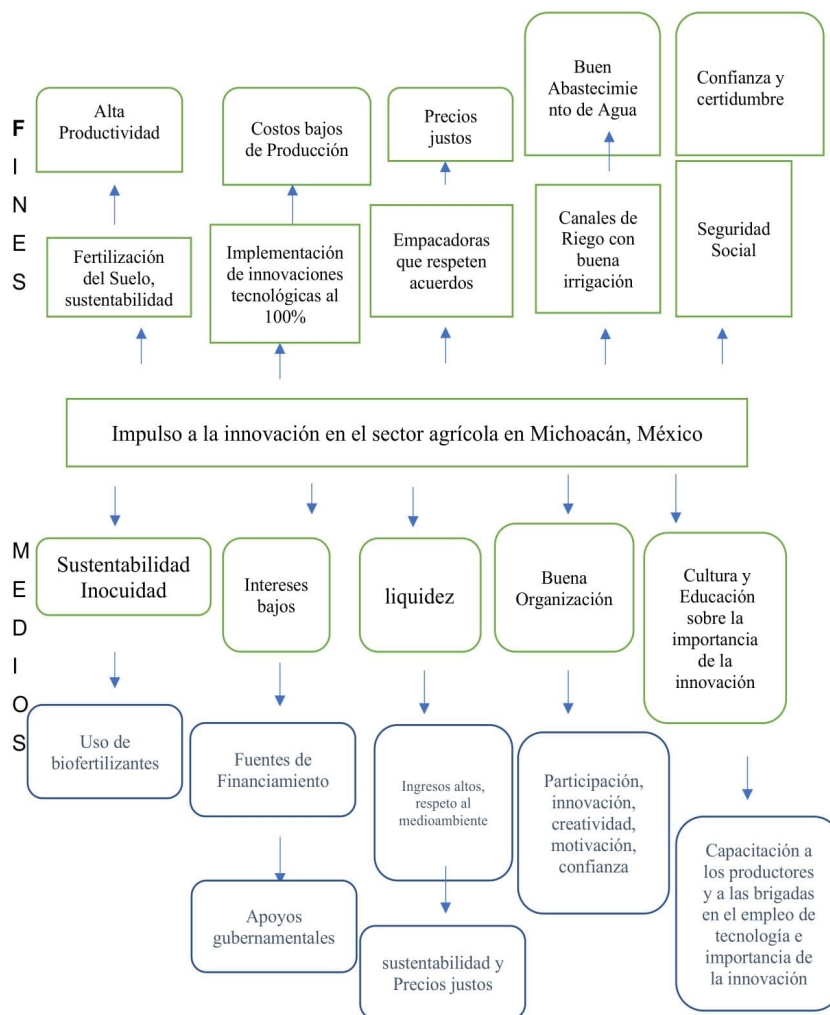 FINES
Alta
Productividad
Costos bajos
de Producción
Precios
justos
Buen
Abastecimie
nto de Agua
Confianza y
certidumbre
Fertilización
del Suelo,
sustentabilidad
Implementación
de innovaciones
tecnológicas al
100%
Empacadoras
que respeten
acuerdos
Canales de
Riego con
buena
irrigación
Seguridad
Social
Impulso a la innovación en el sector agrícola en Michoacán, México
MEDIOS
Sustentabilidad
Inocuidad
Intereses
bajos
liquidez
Buena
Organización
Cultura y
Educación
sobre la
importancia
de la
innovación
Uso de
biofertilizantes
Fuentes de
Financiamiento
Ingresos altos,
respeto al
medioambiente
Participación,
innovación,
creatividad,
motivación,
confianza
Capacitación a
los productores
y a las brigadas
en el empleo de
tecnología e
importancia de
la innovación
Apoyos
gubernamentales
sustentabilidad y
Precios justos